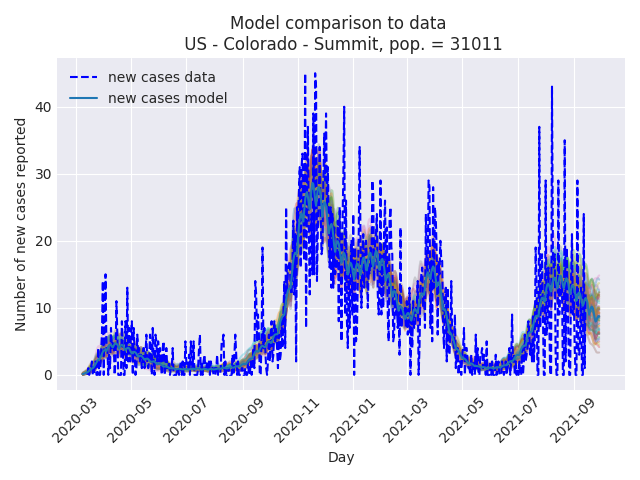 Model comparison to data
US - Colorado - Summit, pop. = 31011
new cases data
new cases model
Number of new cases reported
40
30
20
10
0
2020-03
2020-05
2020-07
2020-09
2020-11
2021-01
2021-03
2021-05
2021-07
2021-09
Day